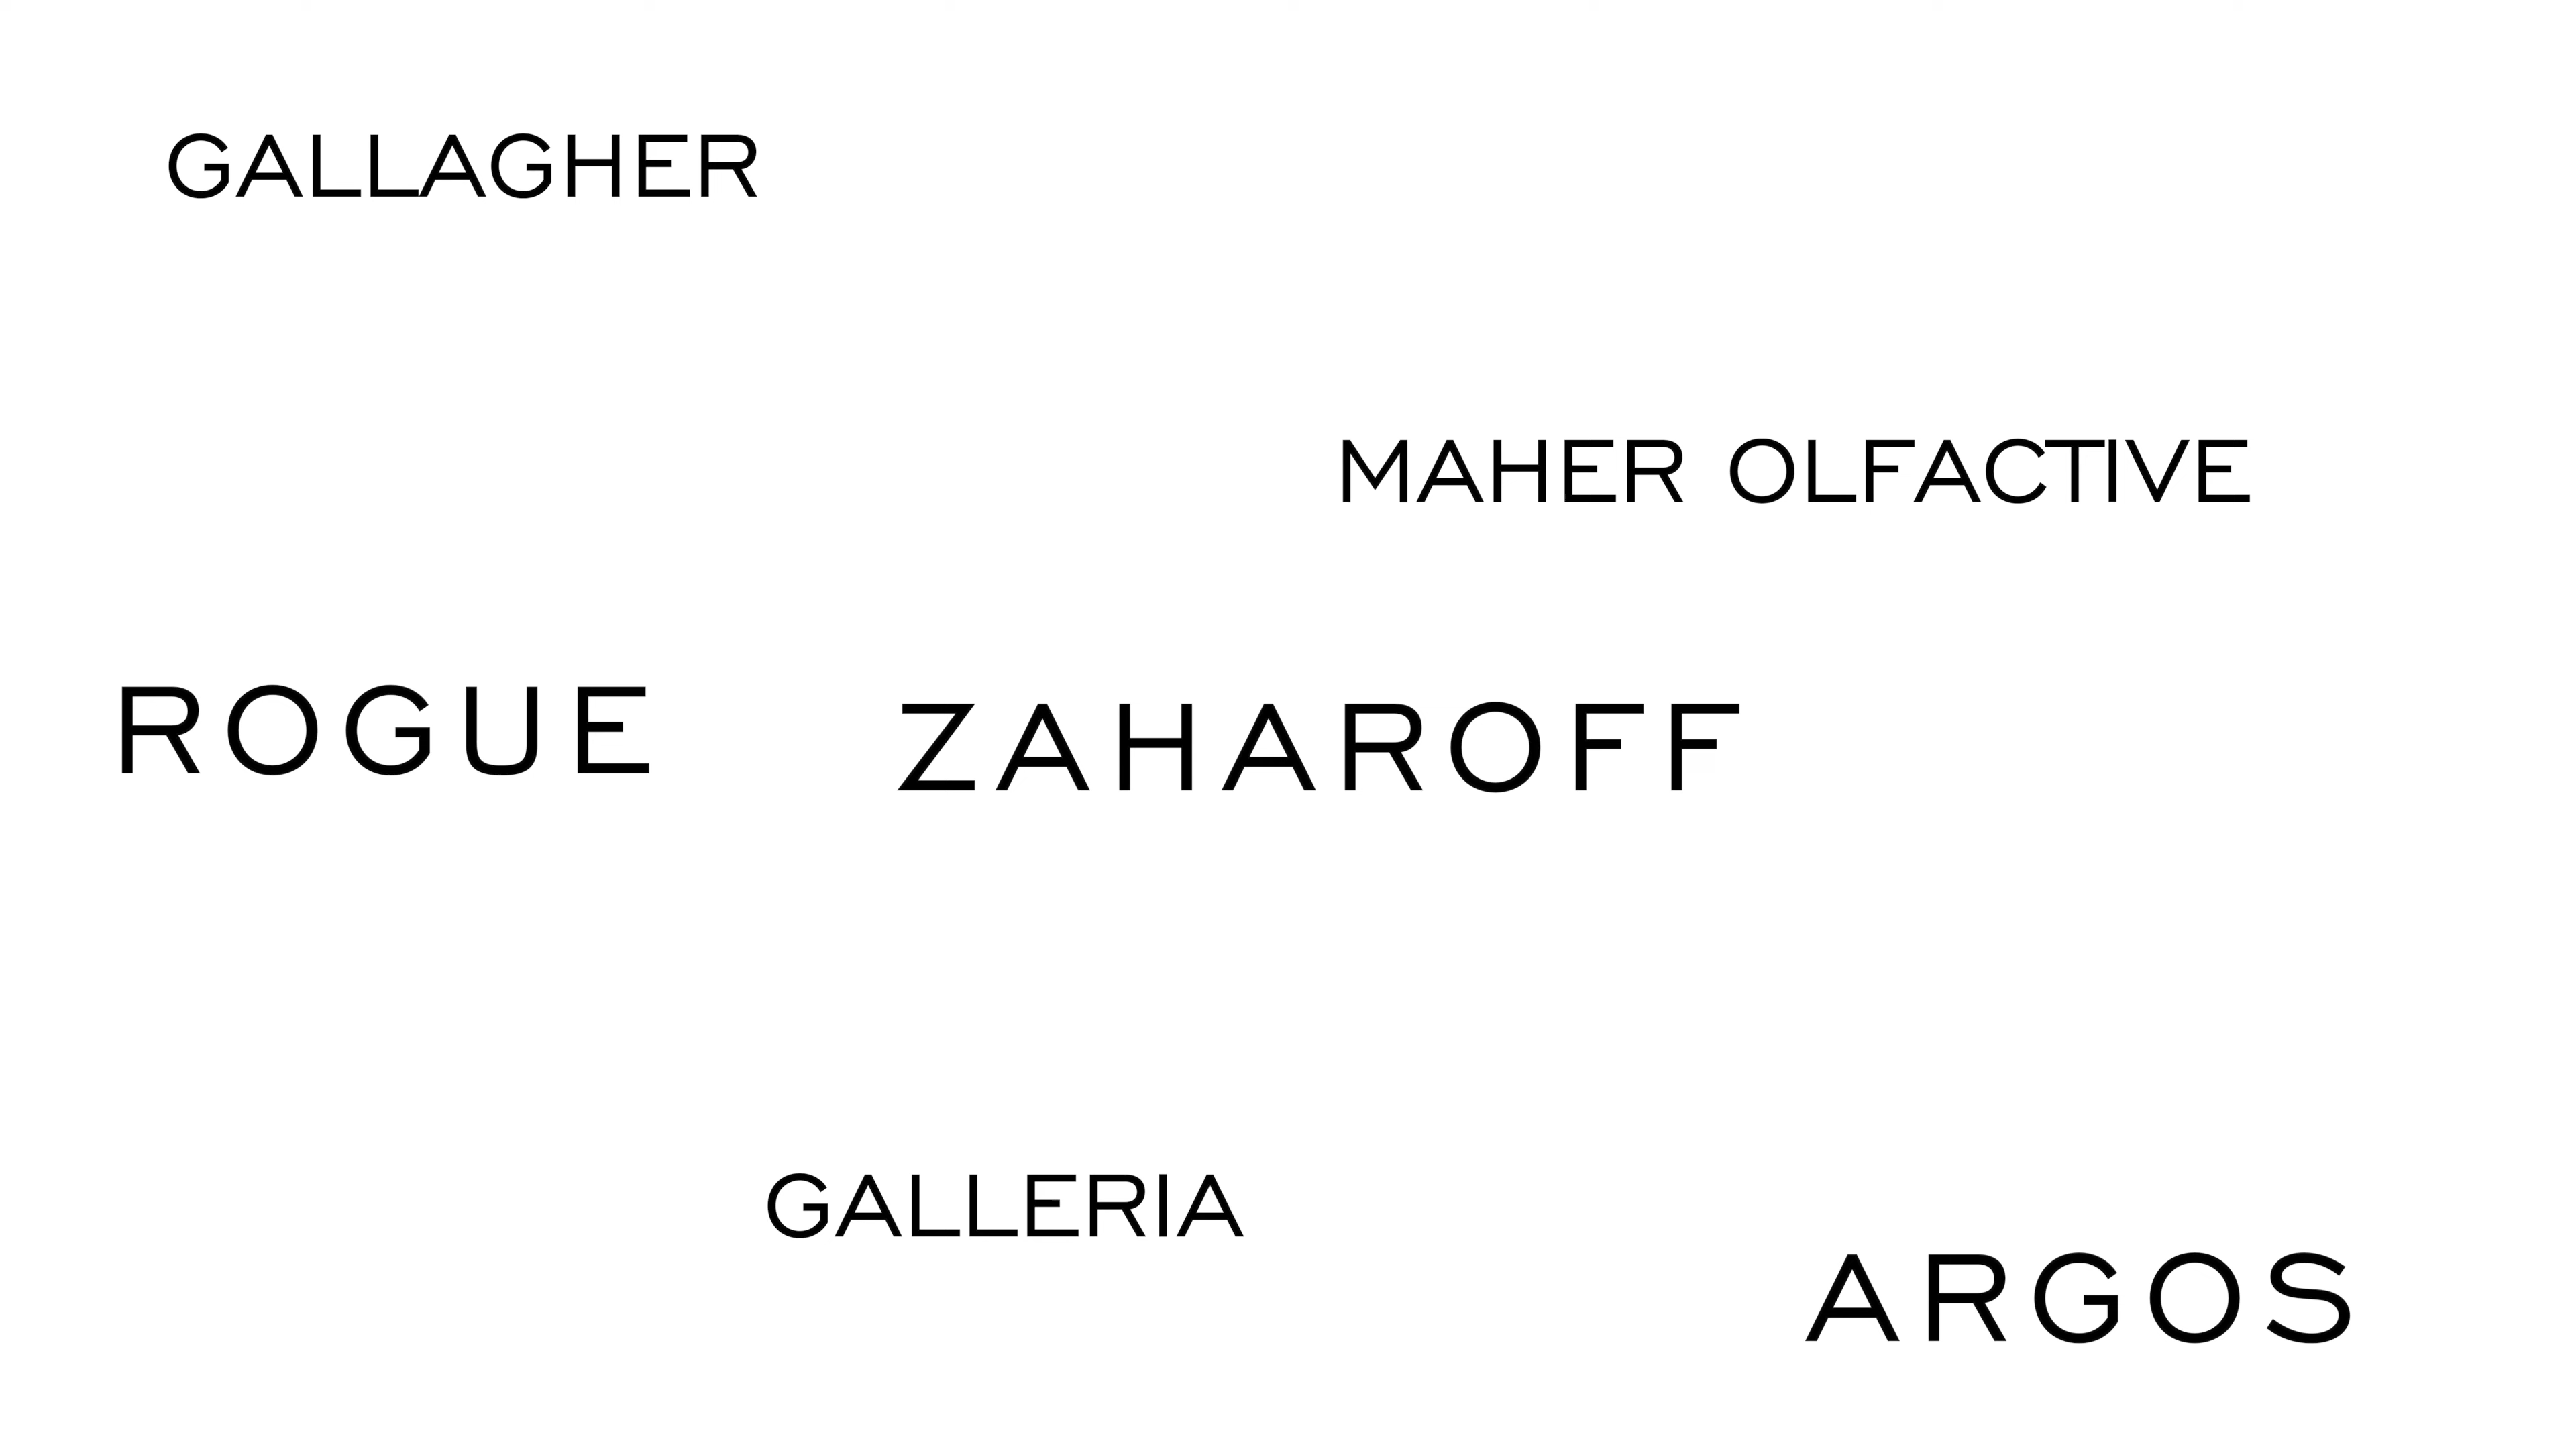 GALLAGHER
MAHER OLFACTIVE
ROGUE
ZAHAROFF
GALLERIA
ARGOS